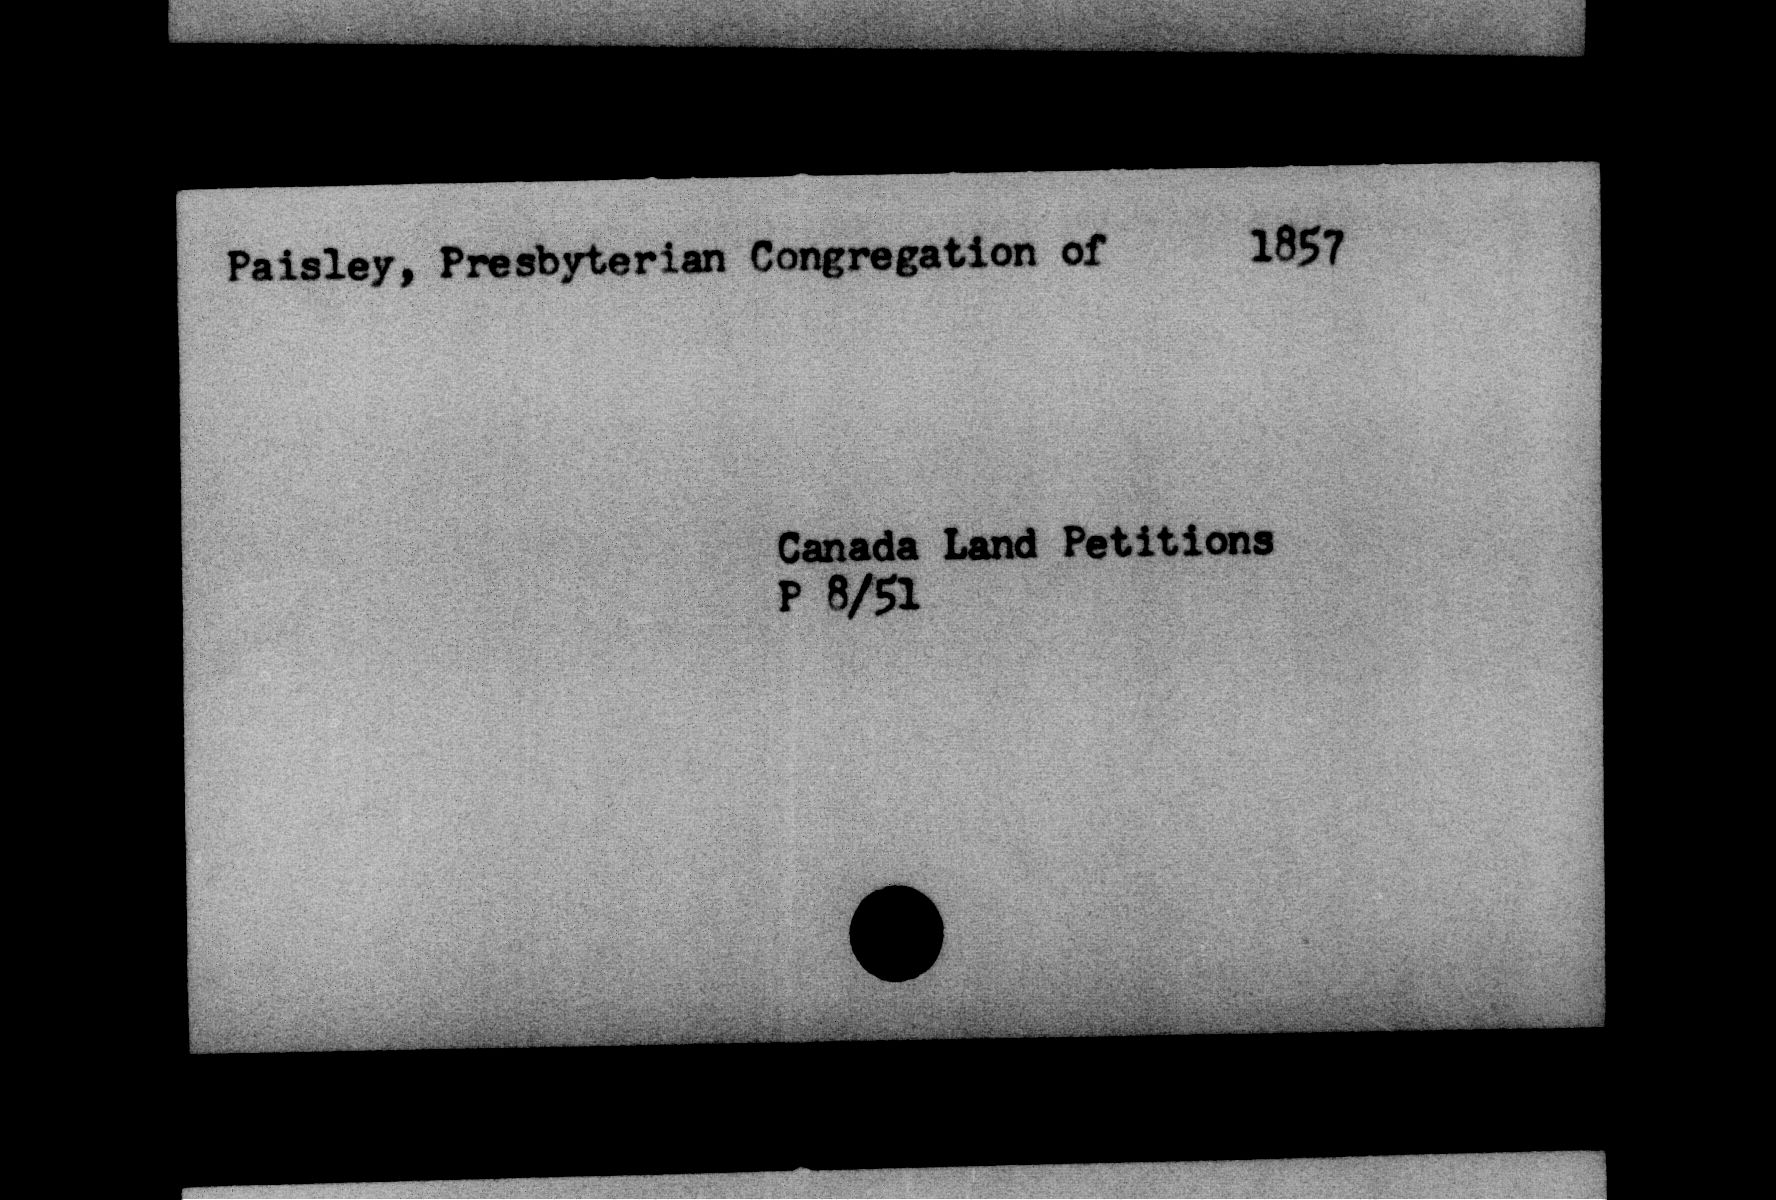 Paisley, Presbyterian Congregation of 1857
Canada Land Petitions
P 8/51